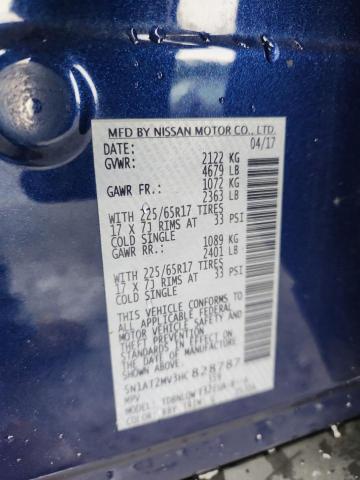 MFD BY NISSAN MOTOR CO., LTD.
DATE: 04/17
GVWR: 2122 KG
4679 LB
GAWR FR: 1072 KG
2363 LB
WITH 225/65R17 TIRES
17 X 7J RIMS AT 33 PSI
COLD SINGLE
GAWR RR: 1089 KG
2401 LB
WITH 225/65R17 TIRES
17 X 7J RIMS AT 33 PSI
COLD SINGLE
THIS VEHICLE CONFORMS TO
ALL APPLICABLE FEDERAL
MOTOR VEHICLE SAFETY AND
THEFT PREVENTION
STANDARDS IN EFFECT ON
THE DATE OF MANUFACTURE
SHOWN ABOVE.
5N1AT2MV3HC828787
MPV
COLOR RBY TRIM